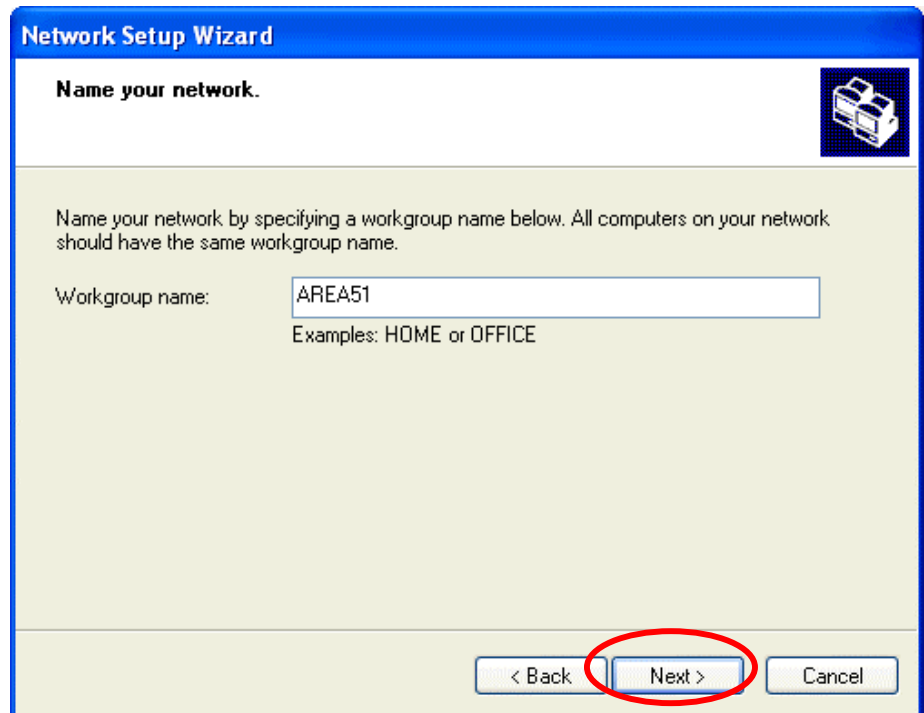 Network Setup Wizard
Name your network.
Name your network by specifying a workgroup name below. All computers on your network
should have the same workgroup name.
Workgroup name: AREA51
Examples: HOME or OFFICE
< Back Next > Cancel